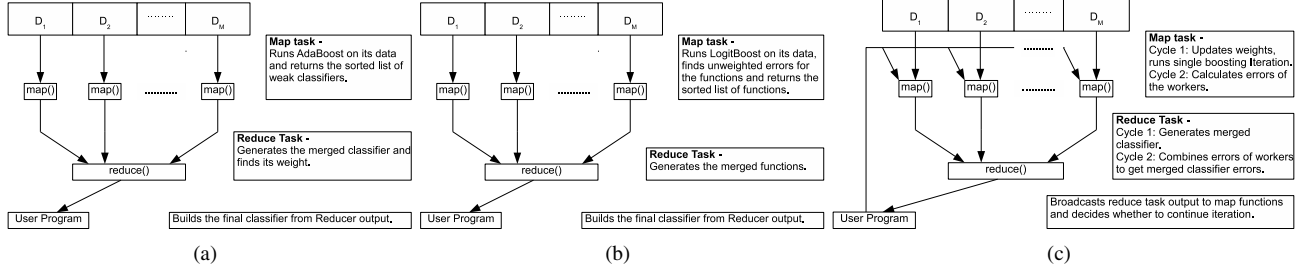 D1 D2 ........ DM
Map task -
Runs AdaBoost on its data
and returns the sorted list of
weak classifiers.
map() map() .......... map()
Reduce Task -
Generates the merged classifier and
finds its weight.
reduce()
User Program
Builds the final classifier from Reducer output.
(a)
D1 D2 ........ DM
Map task -
Runs LogitBoost on its data,
finds unweighted errors for
the functions and returns the
sorted list of functions.
map() map() .......... map()
Reduce Task -
Generates the merged functions.
reduce()
User Program
Builds the final classifier from Reducer output.
(b)
D1 D2 ........ DM
Map task -
Cycle 1: Updates weights,
runs single boosting Iteration.
Cycle 2: Calculates errors of
the workers.
..........
map() map() .......... map()
Reduce Task -
Cycle 1: Generates merged
classifier.
Cycle 2: Combines errors of workers
to get merged classifier errors.
reduce()
User Program
Broadcasts reduce task output to map functions
and decides whether to continue iteration.
(c)